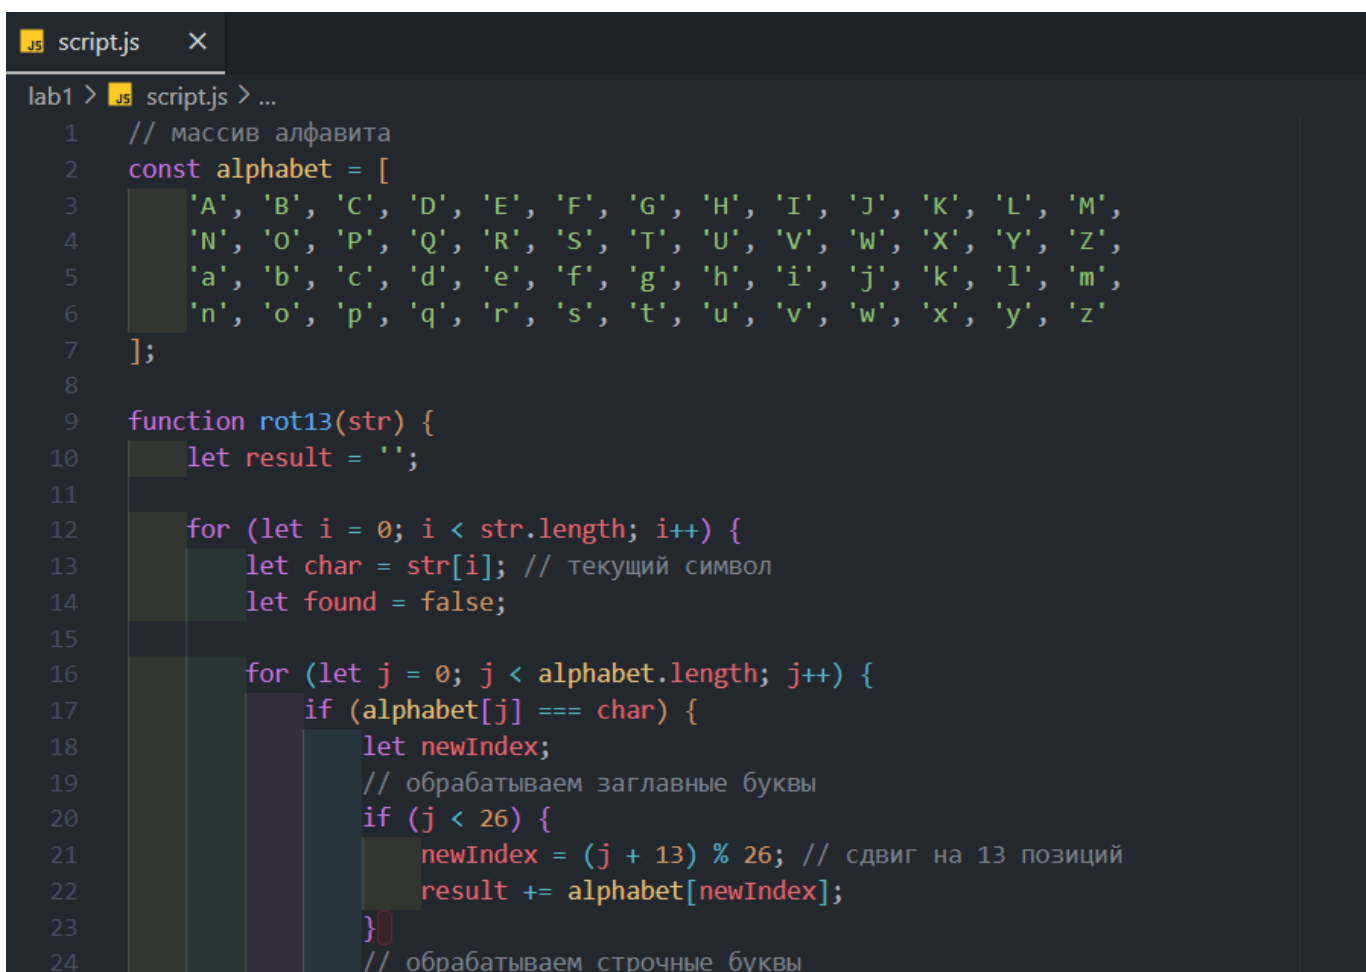 JS script.js ×
lab1 > JS script.js > ...
1 // массив алфавита
2 const alphabet = [
3 'A', 'B', 'C', 'D', 'E', 'F', 'G', 'H', 'I', 'J', 'K', 'L', 'M',
4 'N', 'O', 'P', 'Q', 'R', 'S', 'T', 'U', 'V', 'W', 'X', 'Y', 'Z',
5 'a', 'b', 'c', 'd', 'e', 'f', 'g', 'h', 'i', 'j', 'k', 'l', 'm',
6 'n', 'o', 'p', 'q', 'r', 's', 't', 'u', 'v', 'w', 'x', 'y', 'z'
7 ];
8
9 function rot13(str) {
10 let result = '';
11
12 for (let i = 0; i < str.length; i++) {
13 let char = str[i]; // текущий символ
14 let found = false;
15
16 for (let j = 0; j < alphabet.length; j++) {
17 if (alphabet[j] === char) {
18 let newIndex;
19 // обрабатываем заглавные буквы
20 if (j < 26) {
21 newIndex = (j + 13) % 26; // сдвиг на 13 позиций
22 result += alphabet[newIndex];
23 }
24 // обрабатываем строчные буквы